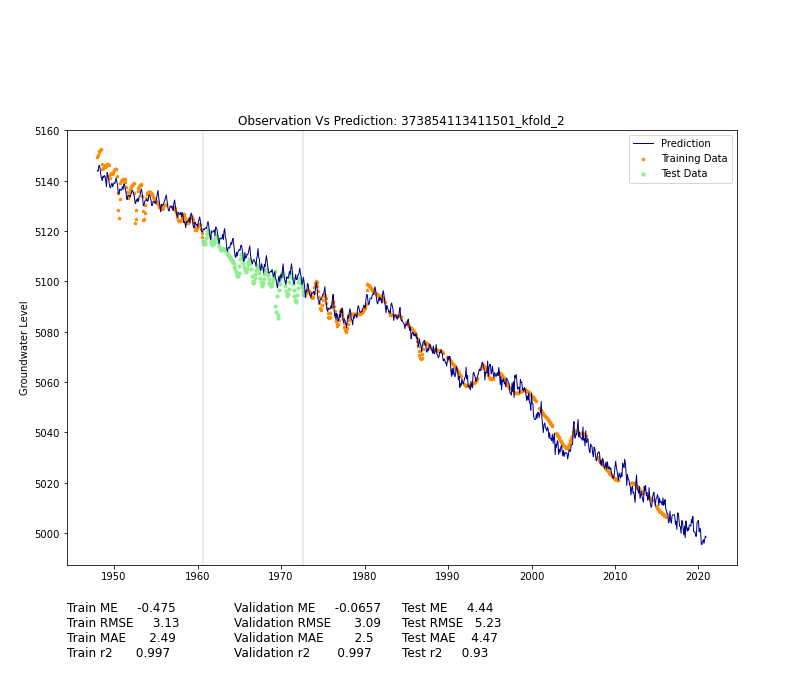 Observation Vs Prediction: 373854113411501_kfold_2
Prediction
Training Data
Test Data
Groundwater Level
5160
5140
5120
5100
5080
5060
5040
5020
5000
1950 1960 1970 1980 1990 2000 2010 2020
Train ME -0.475 Validation ME -0.0657 Test ME 4.44
Train RMSE 3.13 Validation RMSE 3.09 Test RMSE 5.23
Train MAE 2.49 Validation MAE 2.5 Test MAE 4.47
Train r2 0.997 Validation r2 0.997 Test r2 0.93